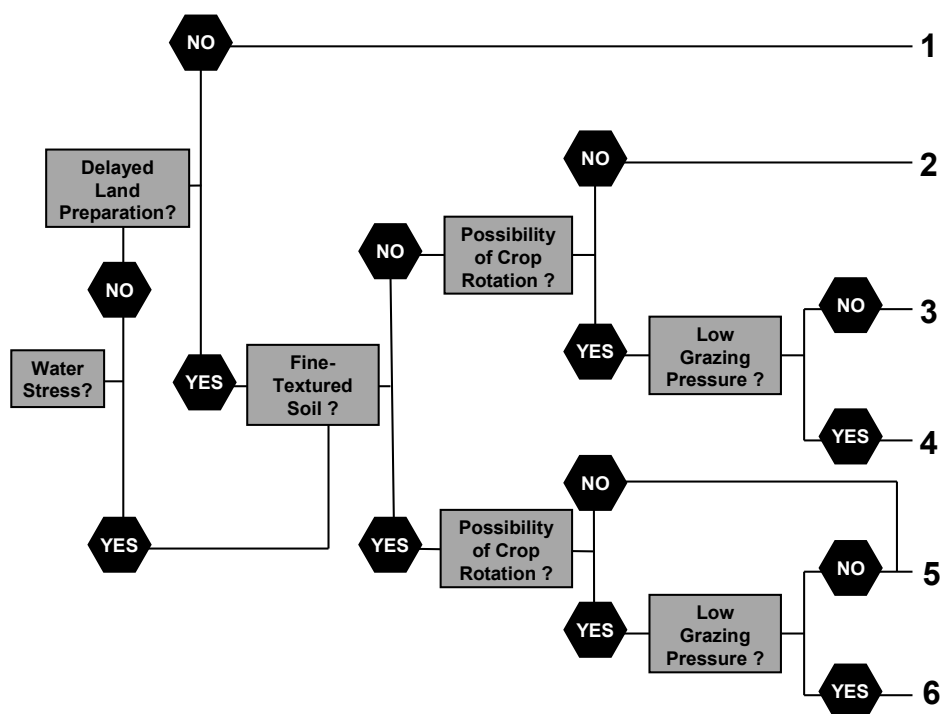 NO
1
Delayed
Land
Preparation?
NO
2
NO
Possibility
of Crop
Rotation ?
NO
NO
3
Water
Stress?
YES
Fine-
Textured
Soil ?
YES
Low
Grazing
Pressure ?
YES
4
NO
YES
YES
Possibility
of Crop
Rotation ?
NO
5
YES
Low
Grazing
Pressure ?
YES
6